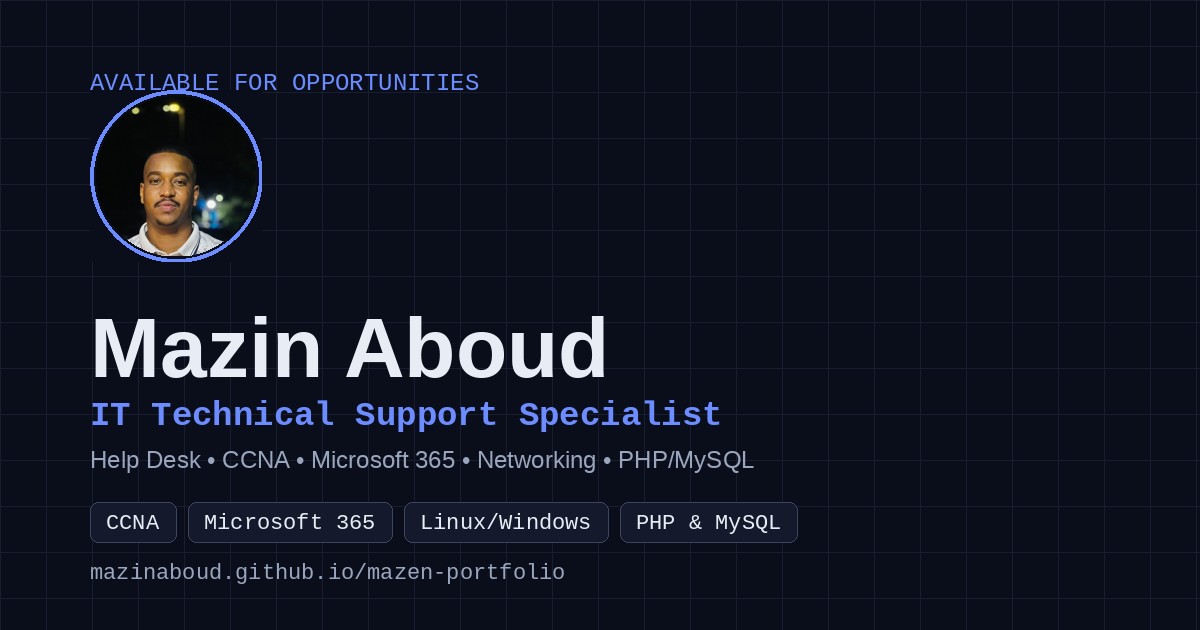 AVAILABLE FOR OPPORTUNITIES
Mazin Aboud
IT Technical Support Specialist
Help Desk • CCNA • Microsoft 365 • Networking • PHP/MySQL
CCNA Microsoft 365 Linux/Windows PHP & MySQL
mazinaboud.github.io/mazen-portfolio